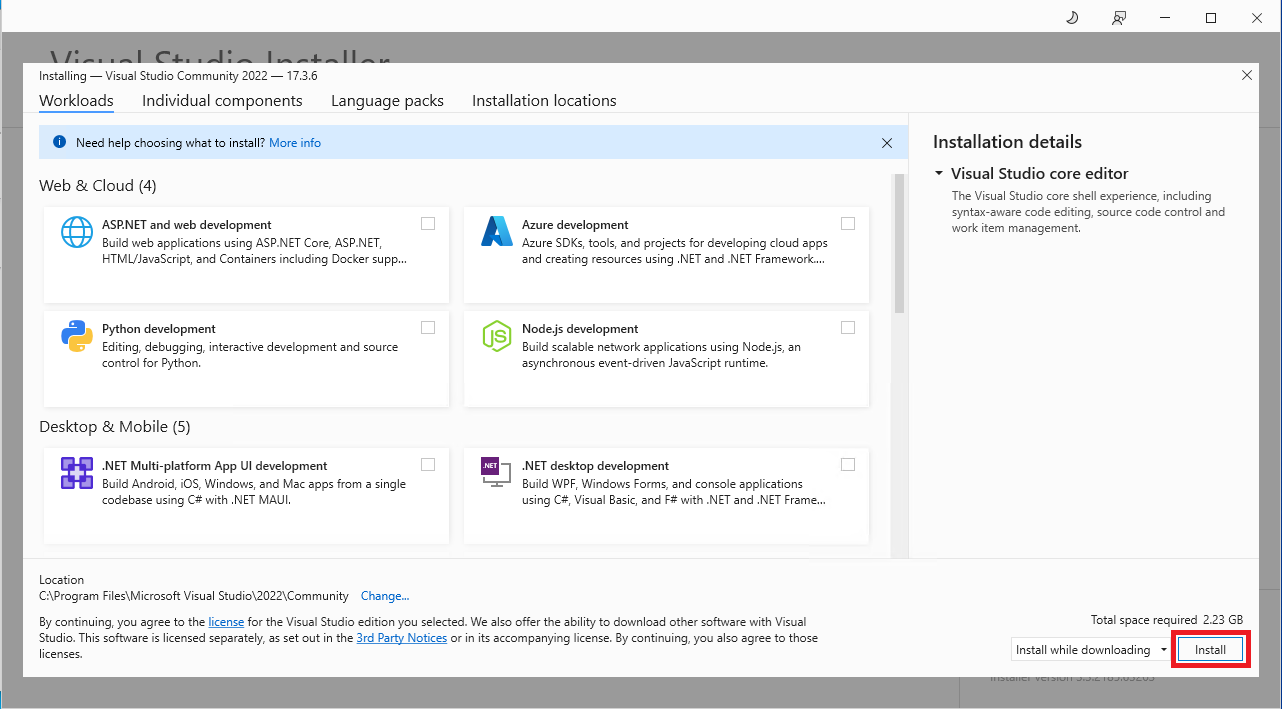 Visual Studio Installer
Installing — Visual Studio Community 2022 — 17.3.6
Workloads
Individual components
Language packs
Installation locations
Need help choosing what to install? More info
Web & Cloud (4)
ASP.NET and web development
Build web applications using ASP.NET Core, ASP.NET,
HTML/JavaScript, and Containers including Docker supp...
Azure development
Azure SDKs, tools, and projects for developing cloud apps
and creating resources using .NET and .NET Framework....
Python development
Editing, debugging, interactive development and source
control for Python.
JS
Node.js development
Build scalable network applications using Node.js, an
asynchronous event-driven JavaScript runtime.
Desktop & Mobile (5)
.NET Multi-platform App UI development
Build Android, iOS, Windows, and Mac apps from a single
codebase using C# with .NET MAUI.
.NET
.NET desktop development
Build WPF, Windows Forms, and console applications
using C#, Visual Basic, and F# with .NET and .NET Frame...
Installation details
Visual Studio core editor
The Visual Studio core shell experience, including
syntax-aware code editing, source code control and
work item management.
Location
C:\Program Files\Microsoft Visual Studio\2022\Community Change...
By continuing, you agree to the license for the Visual Studio edition you selected. We also offer the ability to download other software with Visual
Studio. This software is licensed separately, as set out in the 3rd Party Notices or in its accompanying license. By continuing, you also agree to those
licenses.
Total space required 2.23 GB
Install while downloading
Install
Installer version